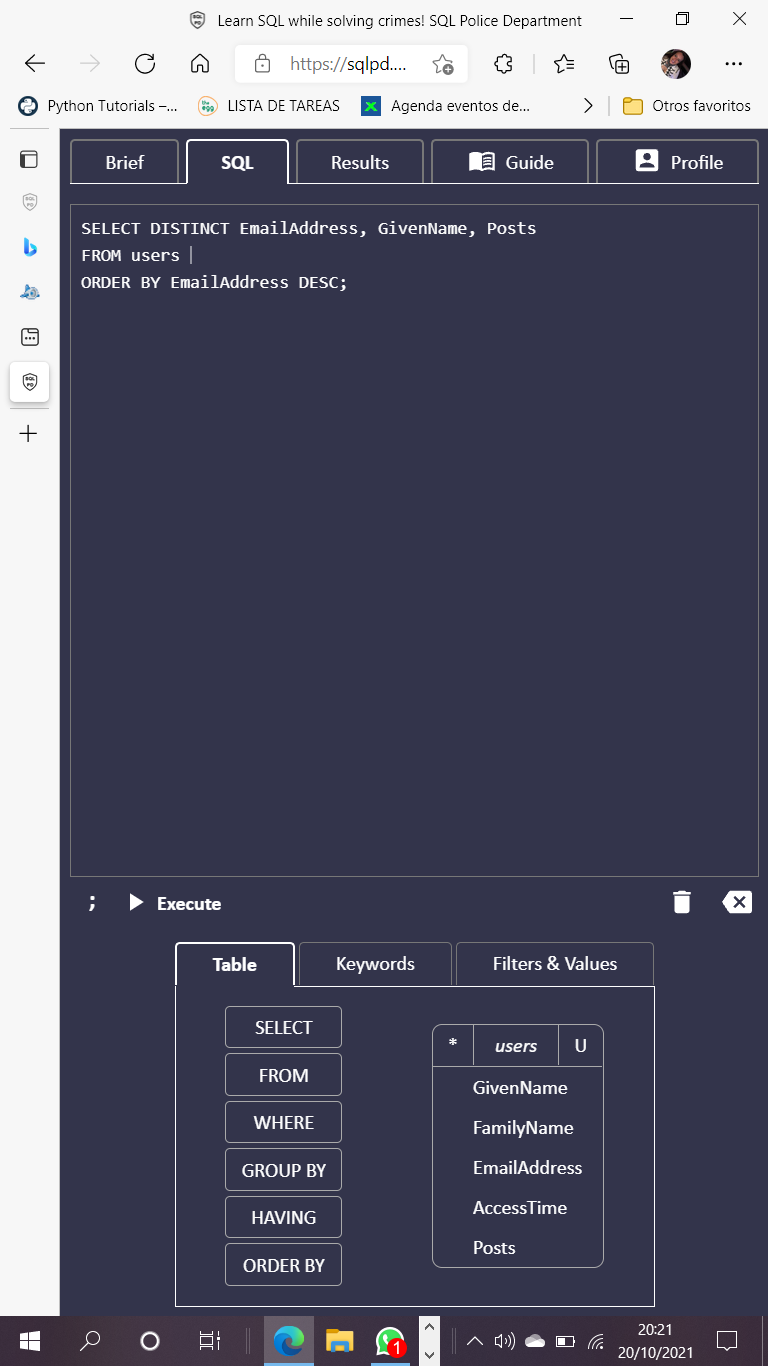 Learn SQL while solving crimes! SQL Police Department
https://sqlpd....
Python Tutorials –...
LISTA DE TAREAS
Agenda eventos de...
Otros favoritos
Brief
SQL
Results
Guide
Profile
SELECT DISTINCT EmailAddress, GivenName, Posts
FROM users
ORDER BY EmailAddress DESC;
;
Execute
Table
Keywords
Filters & Values
SELECT
FROM
WHERE
GROUP BY
HAVING
ORDER BY
* users U
GivenName
FamilyName
EmailAddress
AccessTime
Posts
1
20:21
20/10/2021